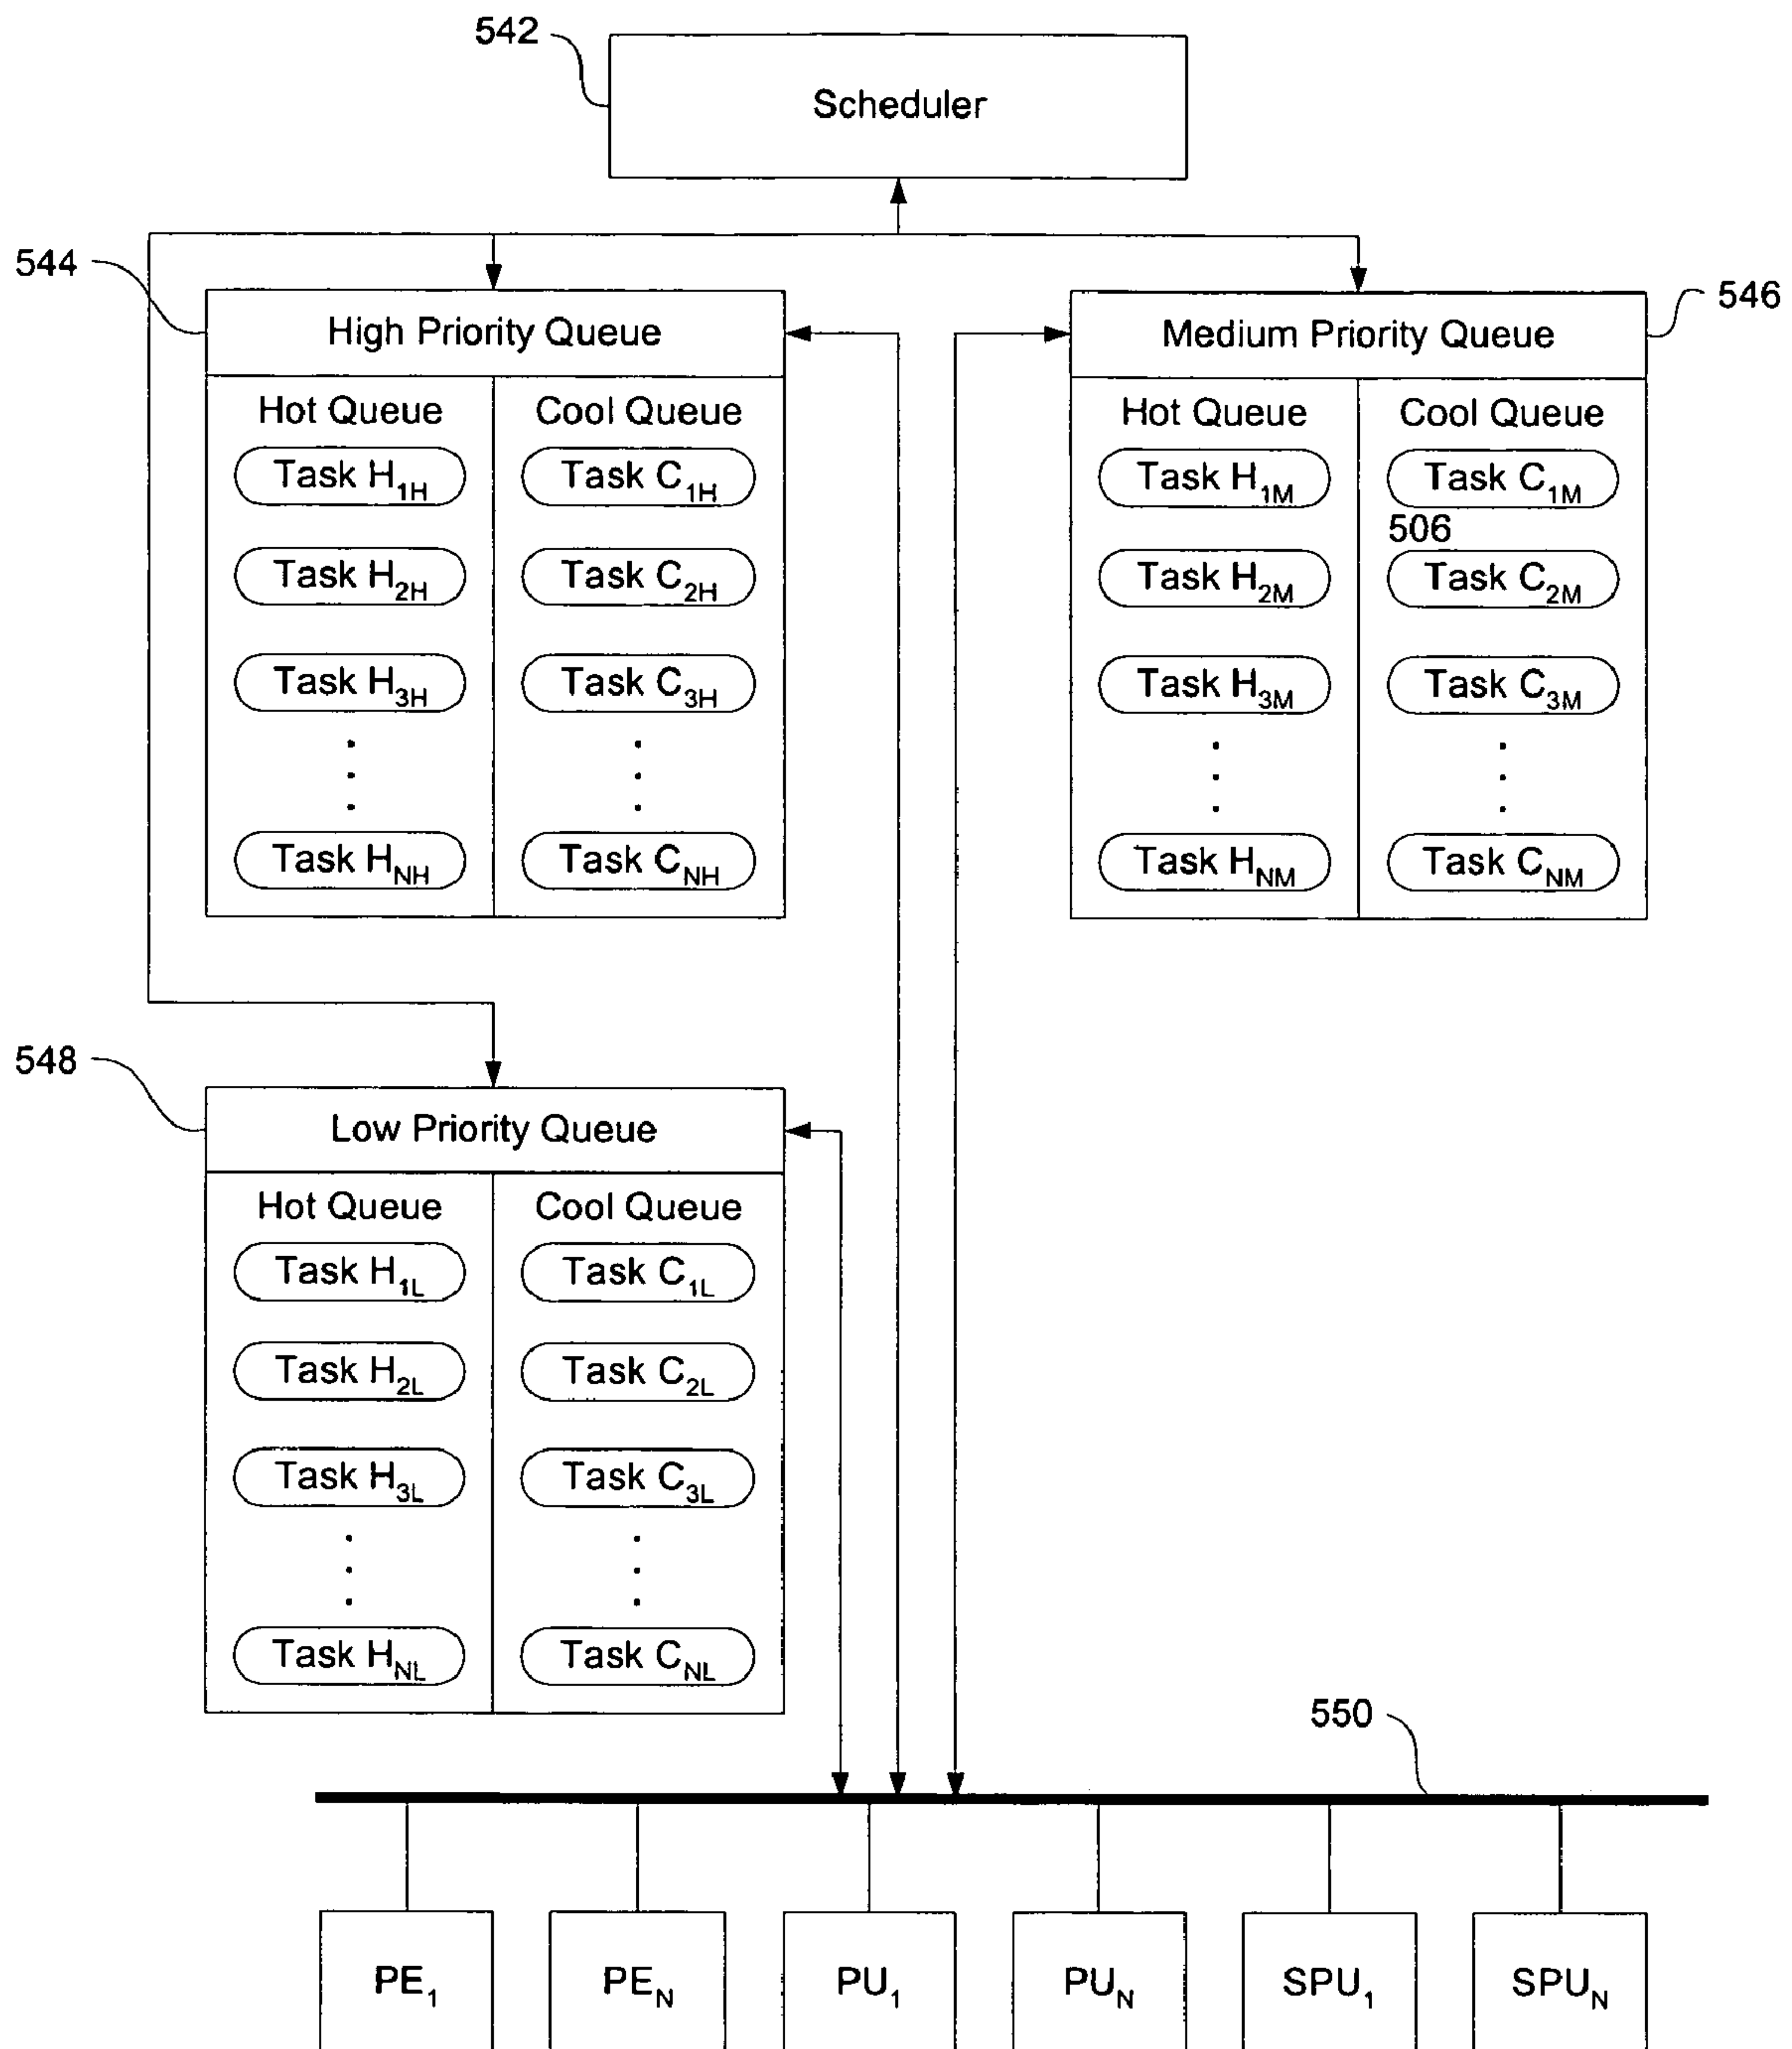 542
Scheduler
544
High Priority Queue
Hot Queue
Cool Queue
Task H1H
Task C1H
Task H2H
Task C2H
Task H3H
Task C3H
Task HNH
Task CNH
546
Medium Priority Queue
Hot Queue
Cool Queue
Task H1M
Task C1M
506
Task H2M
Task C2M
Task H3M
Task C3M
Task HNM
Task CNM
548
Low Priority Queue
Hot Queue
Cool Queue
Task H1L
Task C1L
Task H2L
Task C2L
Task H3L
Task C3L
Task HNL
Task CNL
550
PE1
PEN
PU1
PUN
SPU1
SPUN